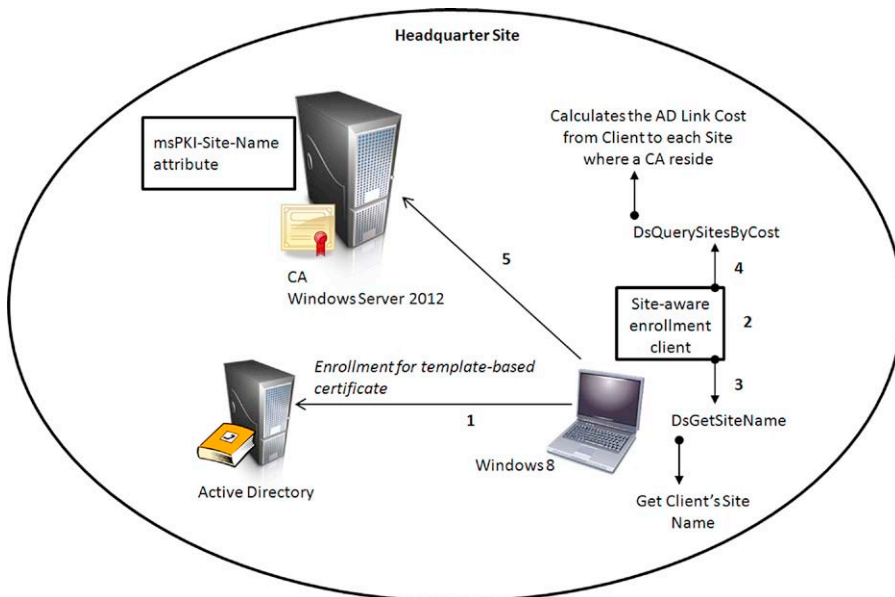 Headquarter Site
msPKI-Site-Name
attribute
Calculates the AD Link Cost
from Client to each Site
where a CA reside
DsQuerySitesByCost
4
5
CA
Windows Server 2012
Site-aware
enrollment
client
2
Enrollment for template-based
certificate
3
1
DsGetSiteName
Windows 8
Active Directory
Get Client's Site
Name